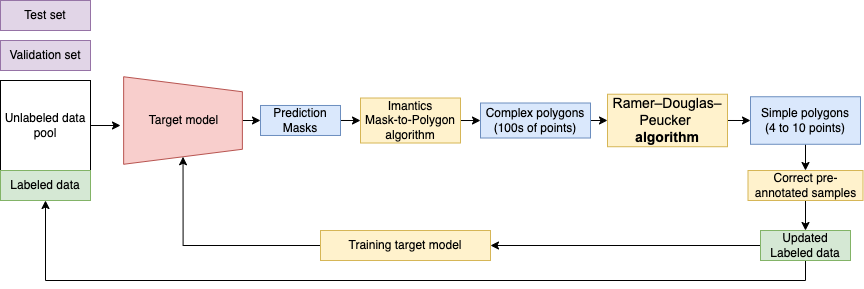 Test set
Validation set
Unlabeled data
pool
Labeled data
Target model
Prediction
Masks
Imantics
Mask-to-Polygon
algorithm
Complex polygons
(100s of points)
Ramer–Douglas–
Peucker
algorithm
Simple polygons
(4 to 10 points)
Correct pre-
annotated samples
Updated
Labeled data
Training target model